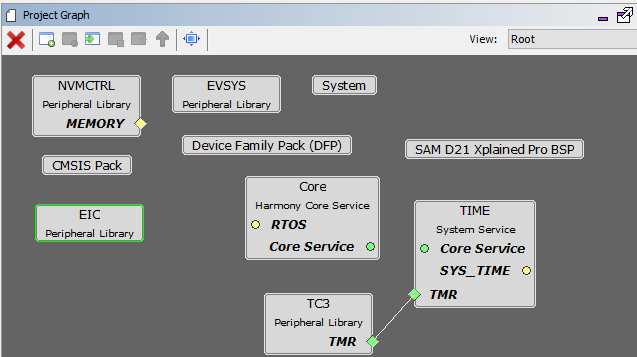 Project Graph
View: Root
NVMCTRL
Peripheral Library
MEMORY
EVSYS
Peripheral Library
System
Device Family Pack (DFP)
SAM D21 Xplained Pro BSP
CMSIS Pack
EIC
Peripheral Library
Core
Harmony Core Service
RTOS
Core Service
TIME
System Service
Core Service
SYS_TIME
TMR
TC3
Peripheral Library
TMR